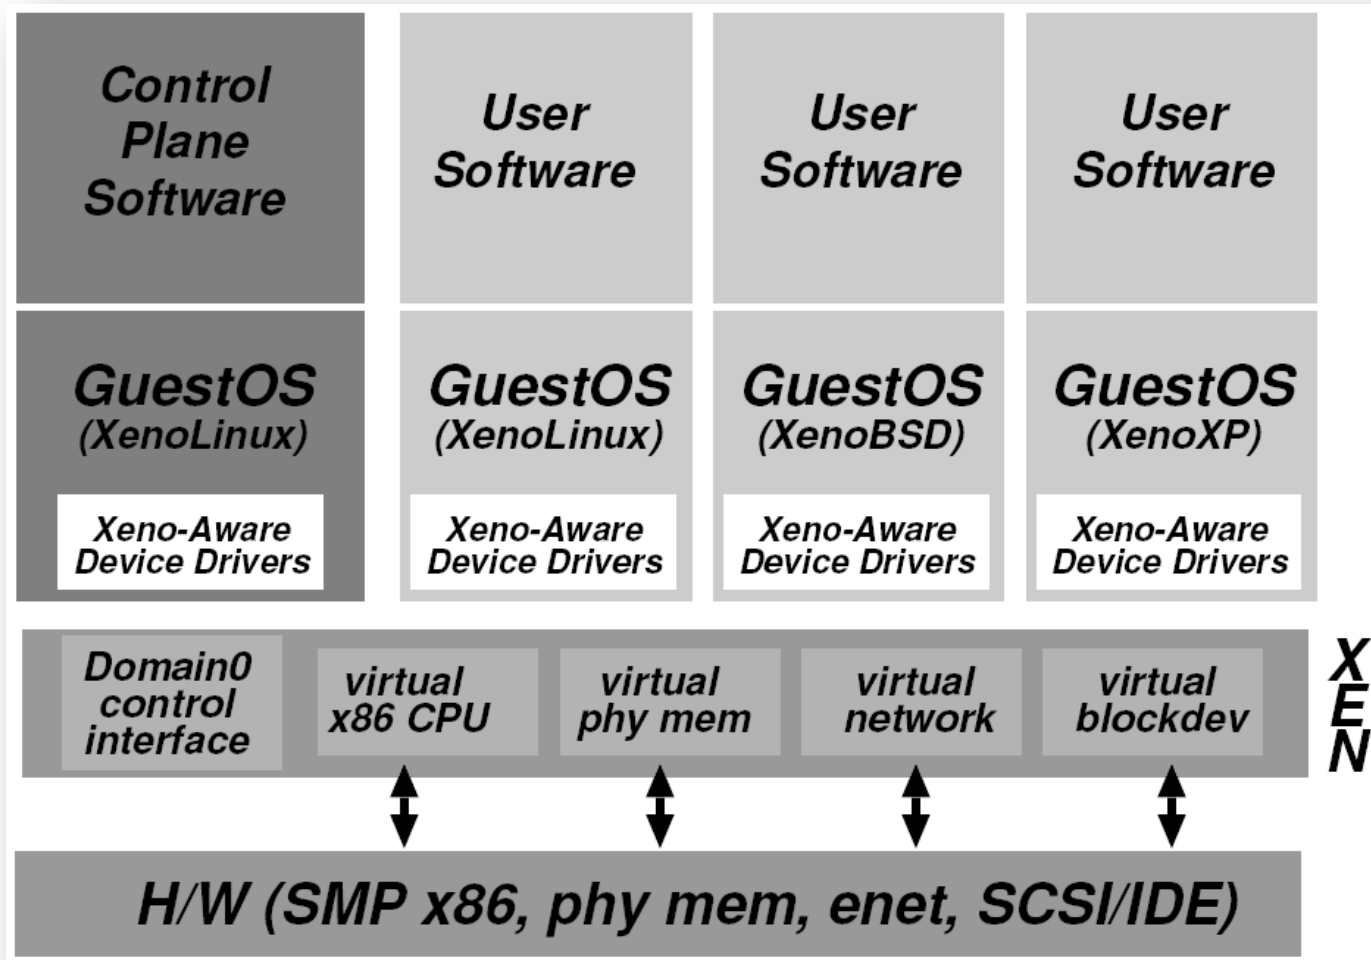 Control
Plane
Software
User
Software
User
Software
User
Software
GuestOS
(XenoLinux)
Xeno-Aware
Device Drivers
GuestOS
(XenoLinux)
Xeno-Aware
Device Drivers
GuestOS
(XenoBSD)
Xeno-Aware
Device Drivers
GuestOS
(XenoXP)
Xeno-Aware
Device Drivers
Domain0
control
interface
virtual
x86 CPU
virtual
phy mem
virtual
network
virtual
blockdev
X
E
N
H/W (SMP x86, phy mem, enet, SCSI/IDE)